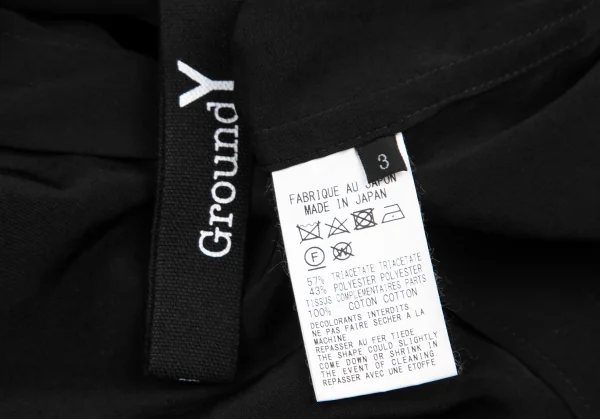 Ground Y
3
FABRIQUE AU JAPON
MADE IN JAPAN
F
W
57% TRIACETATE TRIACETATE
43% POLYESTER POLYESTER
TISSUS COMPLEMENTAIRES PARTS
100% COTON COTTON
DECOLORANTS INTERDITS
NE PAS FAIRE SECHER A LA
MACHINE
REPASSER AU FER TIEDE
THE SHAPE COULD SLIGHTLY
COME DOWN OR SHRINK IN
THE EVENT OF CLEANING
REPASSER AVEC UNE ETOFFE